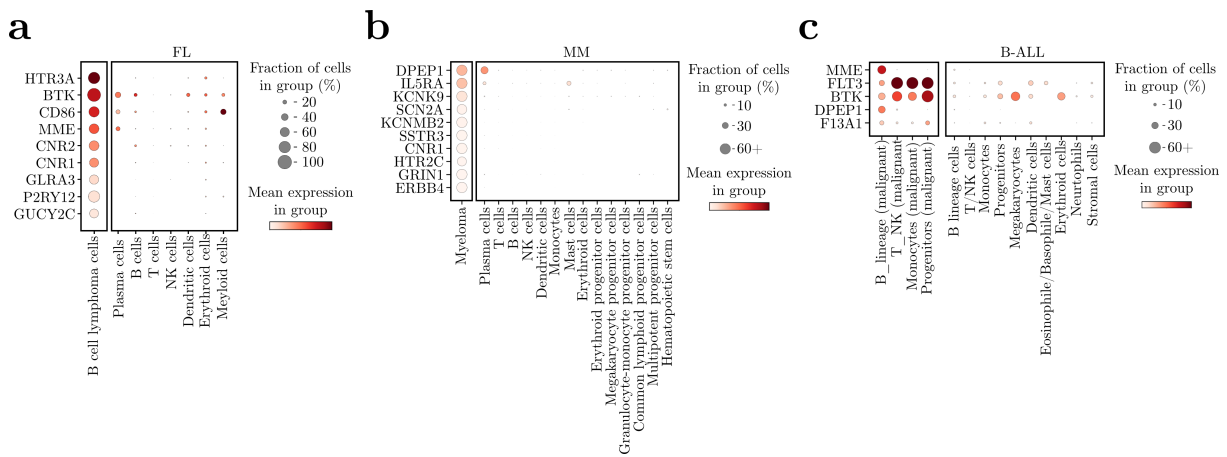 a
FL
HTR3A
BTK
CD86
MME
CNR2
CNR1
GLRA3
P2RY12
GUCY2C
B cell lymphoma cells
Plasma cells
B cells
T cells
NK cells
Dendritic cells
Erythroid cells
Meyloid cells
Fraction of cells
in group (%)
- 20
- 40
- 60
- 80
- 100
Mean expression
in group
b
MM
DPEP1
IL5RA
KCNK9
SCN2A
KCNMB2
SSTR3
CNR1
HTR2C
GRIN1
ERBB4
Myeloma
Plasma cells
T cells
B cells
NK cells
Dendritic cells
Monocytes
Mast cells
Erythroid cells
Erythroid progenitor cells
Megakaryocyte progenitor cells
Granulocyte-monocyte progenitor cells
Common lymphoid progenitor cells
Multipotent progenitor cells
Hematopoietic stem cells
Fraction of cells
in group (%)
-10
-30
-60+
Mean expression
in group
c
B-ALL
MME
FLT3
BTK
DPEP1
F13A1
B_ lineage (malignant)
T_NK (malignant
Monocytes (malignant)
Progenitors (malignant)
B lineage cells
T/NK cells
Monocytes
Progenitors
Megakaryocytes
Dendritic cells
Eosinophile/Basophile/Mast cells
Erythroid cells
Neurtophils
Stromal cells
Fraction of cells
in group (%)
-10
-30
-60+
Mean expression
in group